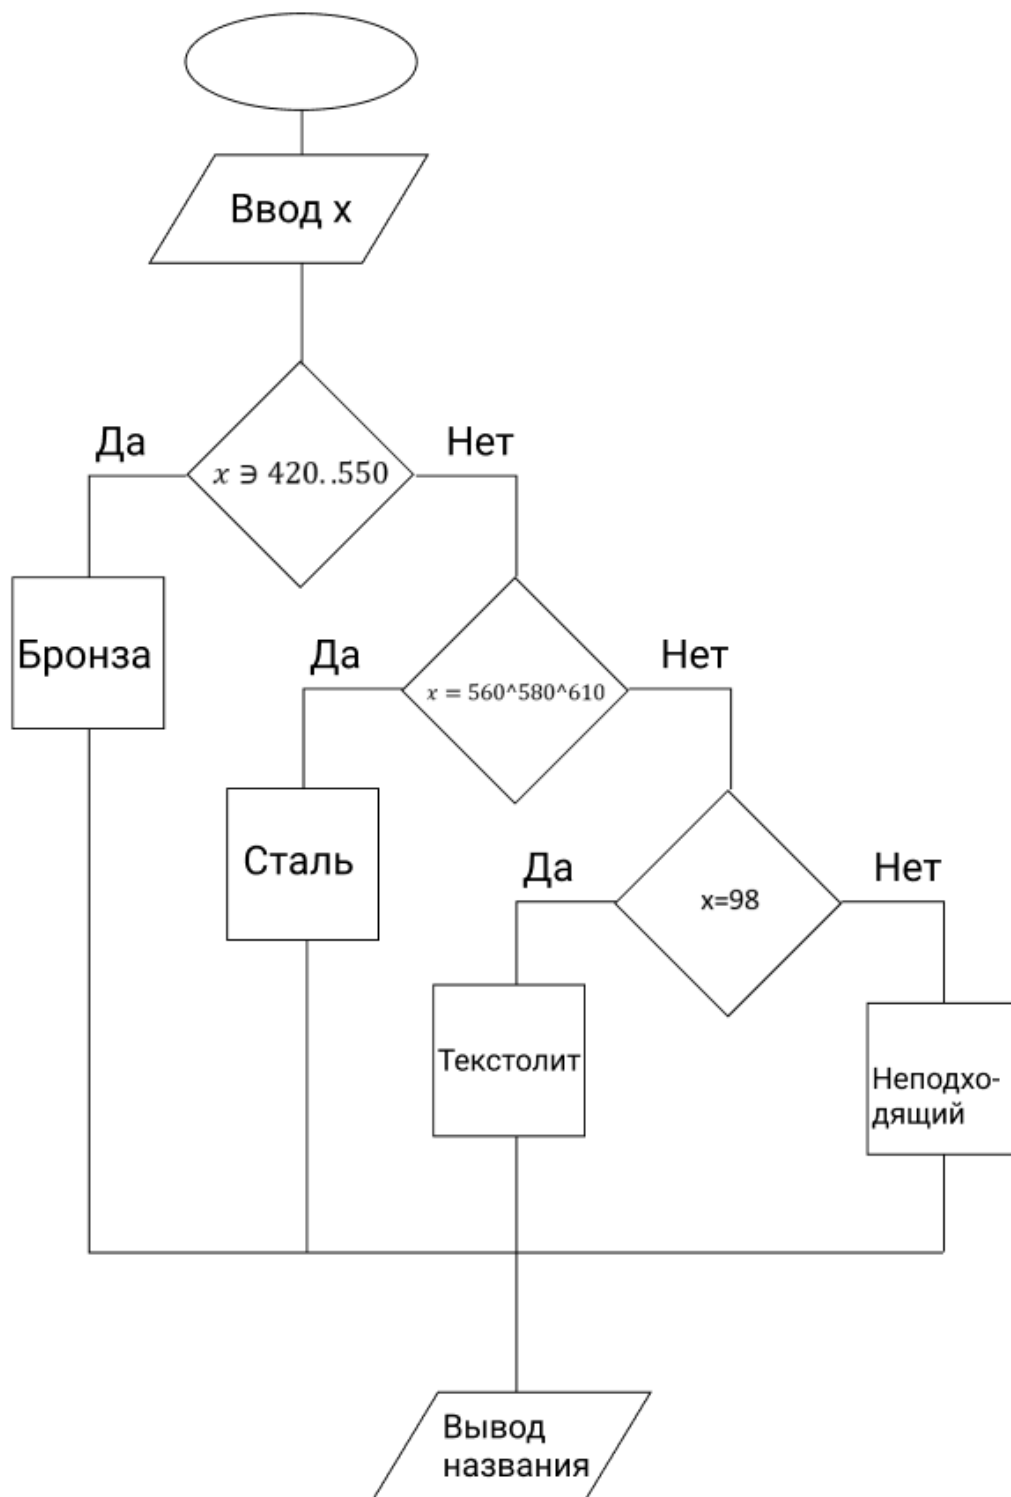 Ввод x
Да
Нет
x ∋ 420. .550
Бронза
Да
Нет
x = 560^580^610
Сталь
Да
Нет
x=98
Текстолит
Неподхо-
дящий
Вывод
названия